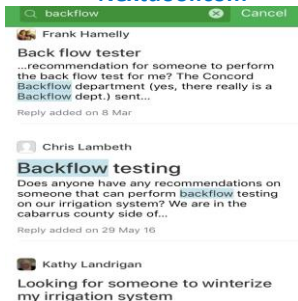 backflow Cancel
Frank Hamelly
Back flow tester
...recommendation for someone to perform
the back flow test for me? The Concord
Backflow department (yes, there really is a
Backflow dept.) sent...
Reply added on 8 Mar
Chris Lambeth
Backflow testing
Does anyone have any recommendations on
someone that can perform backflow testing
on our irrigation system? We are in the
cabarrus county side of...
Reply added on 29 May 16
Kathy Landrigan
Looking for someone to winterize
my irrigation system